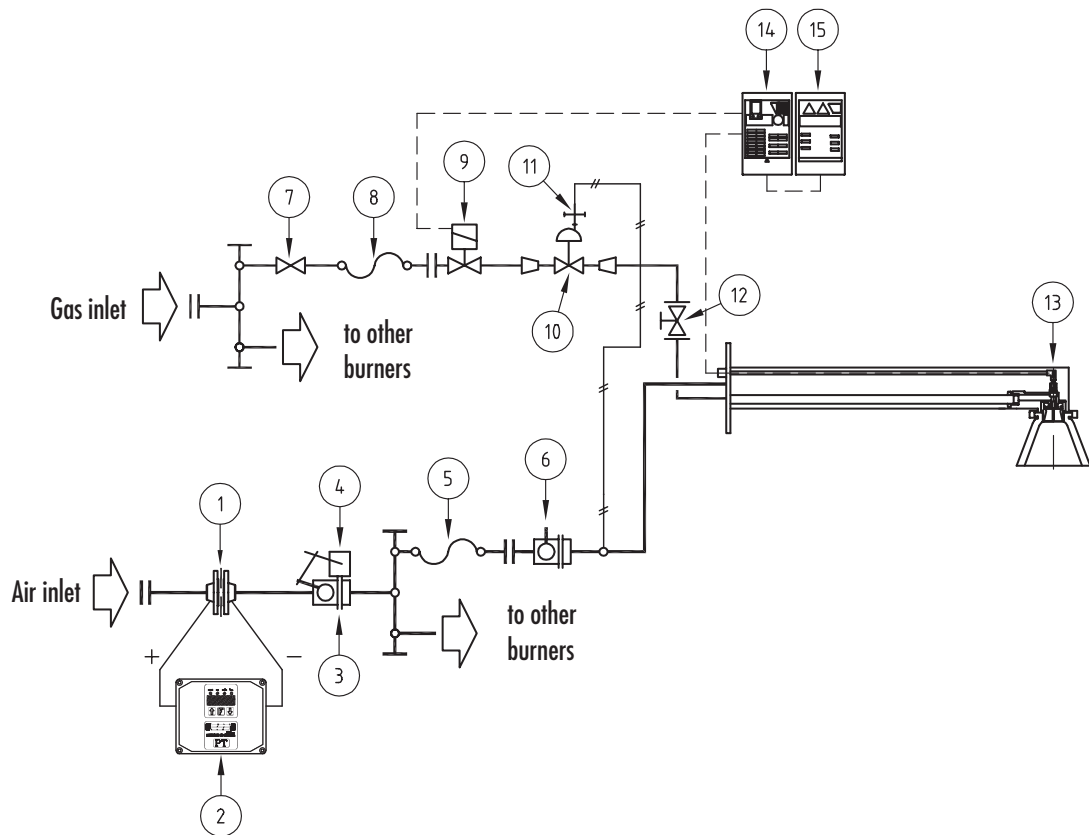 14
15
9
11
7
8
Gas inlet
12
10
13
to other
burners
6
5
4
1
Air inlet
to other
burners
+
−
3
PT
2